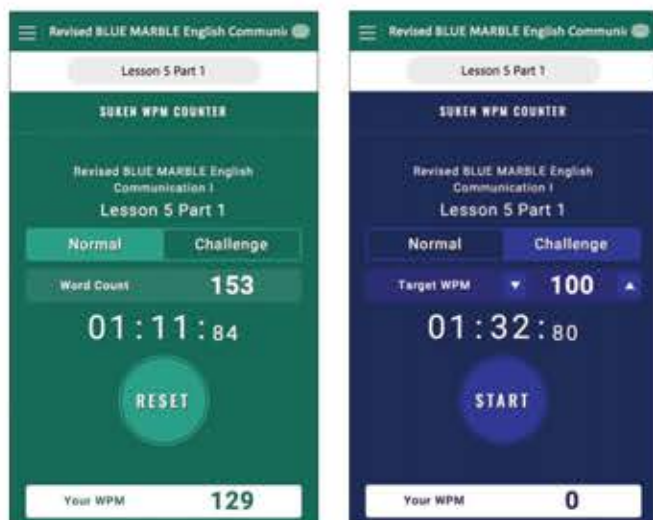 Revised BLUE MARBLE English Communi
Lesson 5 Part 1
SUKEN WPM COUNTER
Revised BLUE MARBLE English
Communication I
Lesson 5 Part 1
Normal Challenge
Word Count 153
01:11:84
RESET
Your WPM 129
Revised BLUE MARBLE English Communi
Lesson 5 Part 1
SUKEN WPM COUNTER
Revised BLUE MARBLE English
Communication I
Lesson 5 Part 1
Normal Challenge
Target WPM ▼ 100 ▲
01:32:80
START
Your WPM 0